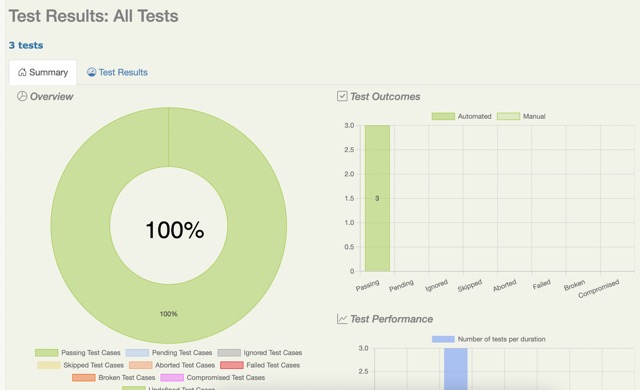 Test Results: All Tests
3 tests
Summary
Test Results
Overview
100%
100%
Passing Test Cases
Pending Test Cases
Ignored Test Cases
Skipped Test Cases
Aborted Test Cases
Failed Test Cases
Broken Test Cases
Compromised Test Cases
Undefined Test Cases
Test Outcomes
Automated
Manual
3.0
2.5
2.0
1.5
1.0
0.5
0
3
Passing
Pending
Ignored
Skipped
Aborted
Failed
Broken
Compromised
Test Performance
Number of tests per duration
3.0
2.5